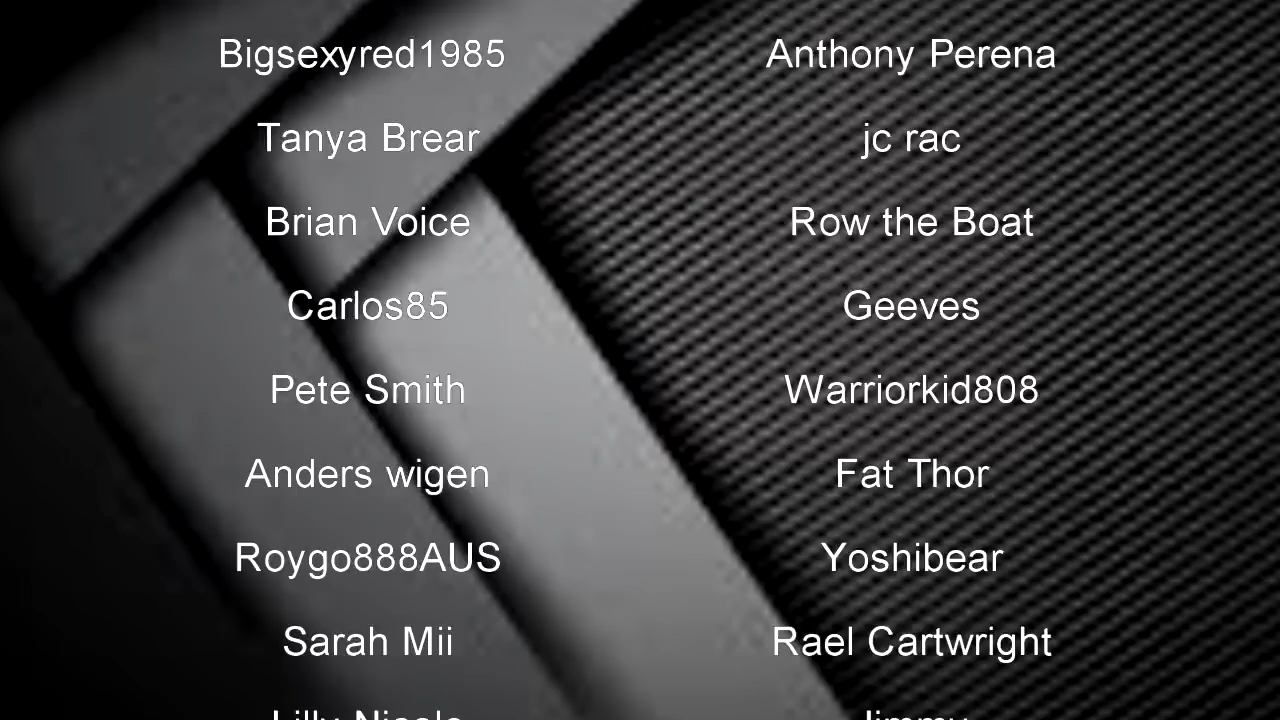 Bigsexyred1985 Anthony Perena
Tanya Brear jc rac
Brian Voice Row the Boat
Carlos85 Geeves
Pete Smith Warriorkid808
Anders wigen Fat Thor
Roygo888AUS Yoshibear
Sarah Mii Rael Cartwright